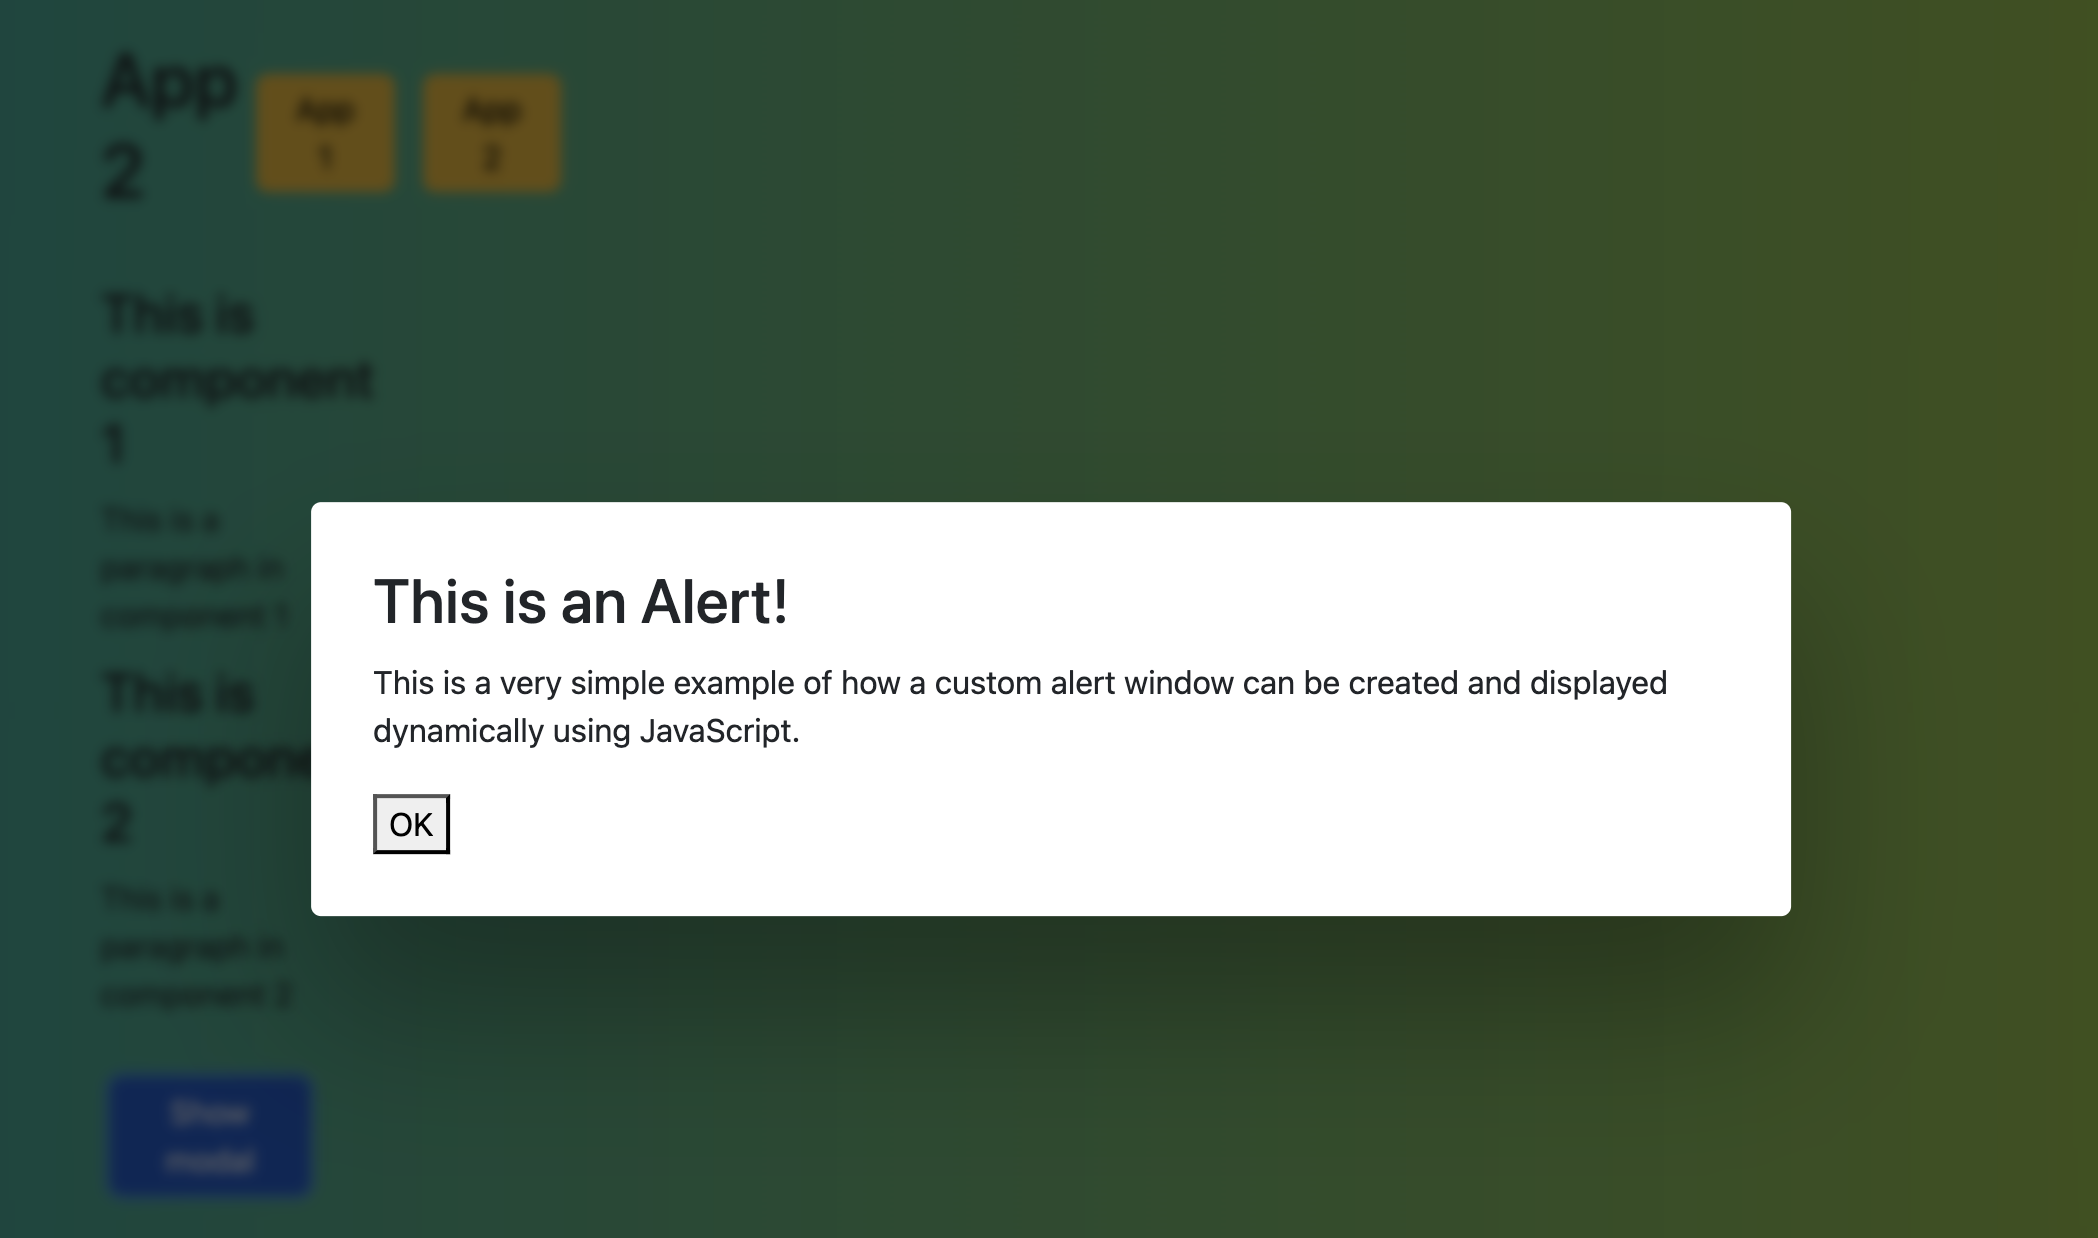 App
2
App
1
App
2
This is
component
1
This is a
paragraph in
component 1
This is
compone
2
This is a
paragraph in
component 2
Show
modal
This is an Alert!
This is a very simple example of how a custom alert window can be created and displayed
dynamically using JavaScript.
OK